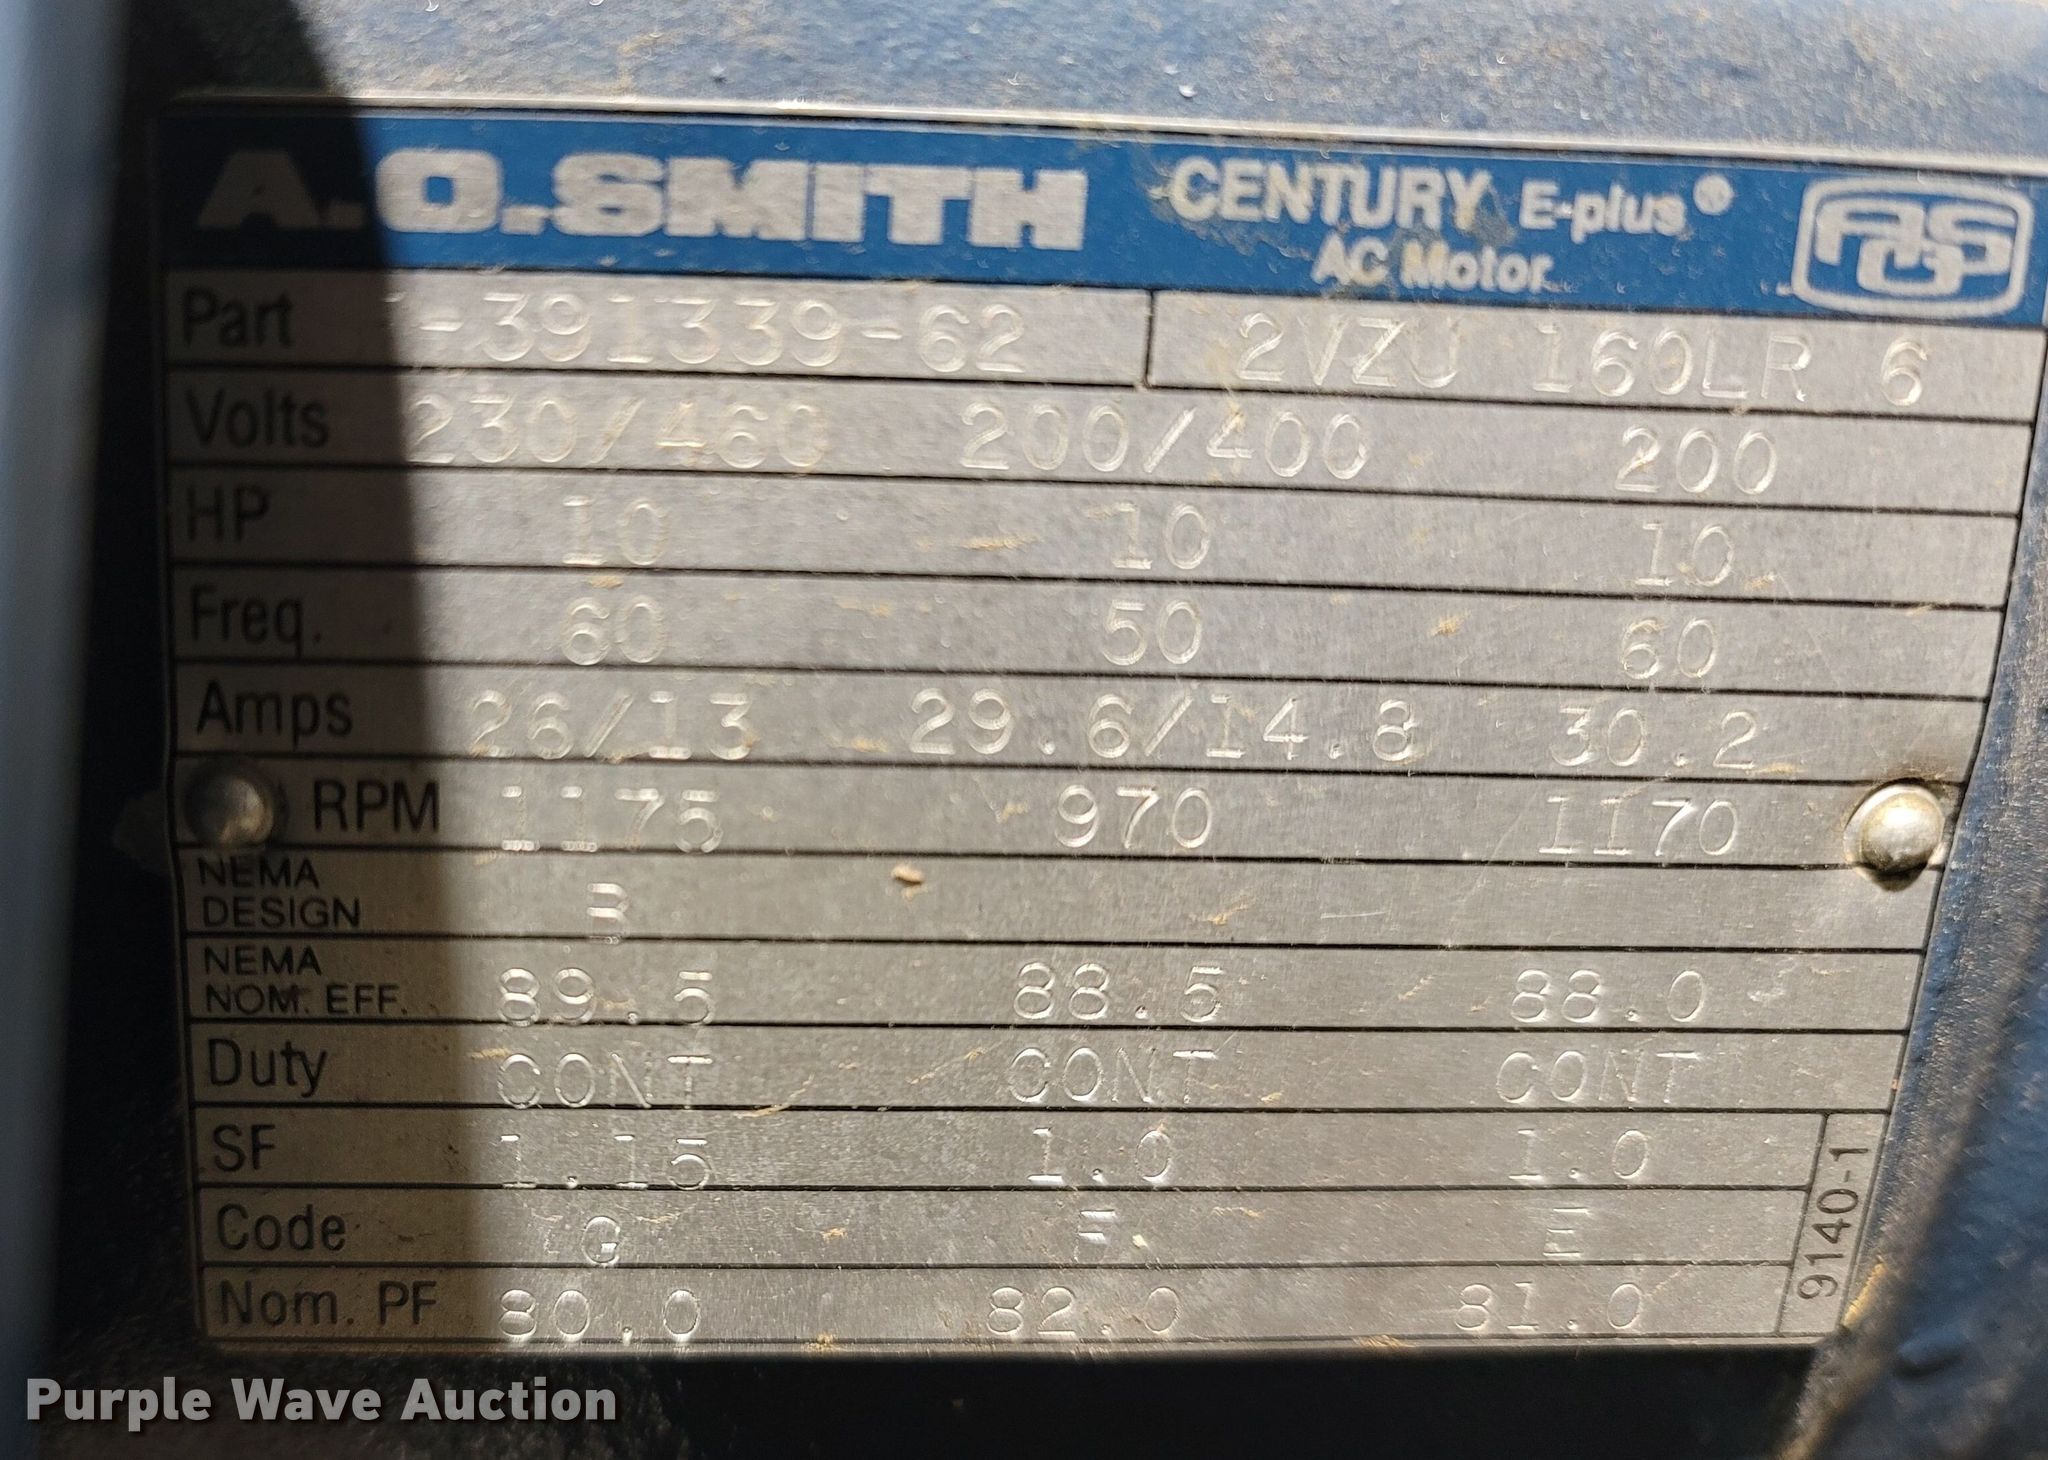 A.O.SMITH CENTURY E-plus® AGS
AC Motor
Part -391339-62 2VZU 160LR 6
Volts 230/460 200/400 200
HP 10 10 10
Freq. 60 50 60
Amps 26/13 29.6/14.8 30.2
RPM 1175 970 1170
NEMA DESIGN B
NEMA NOM. EFF. 89.5 88.5 88.0
Duty CONT CONT CONT
SF 1.15 1.0 1.0
Code G F E
Nom. PF 80.0 82.0 81.0
9140-1
Purple Wave Auction